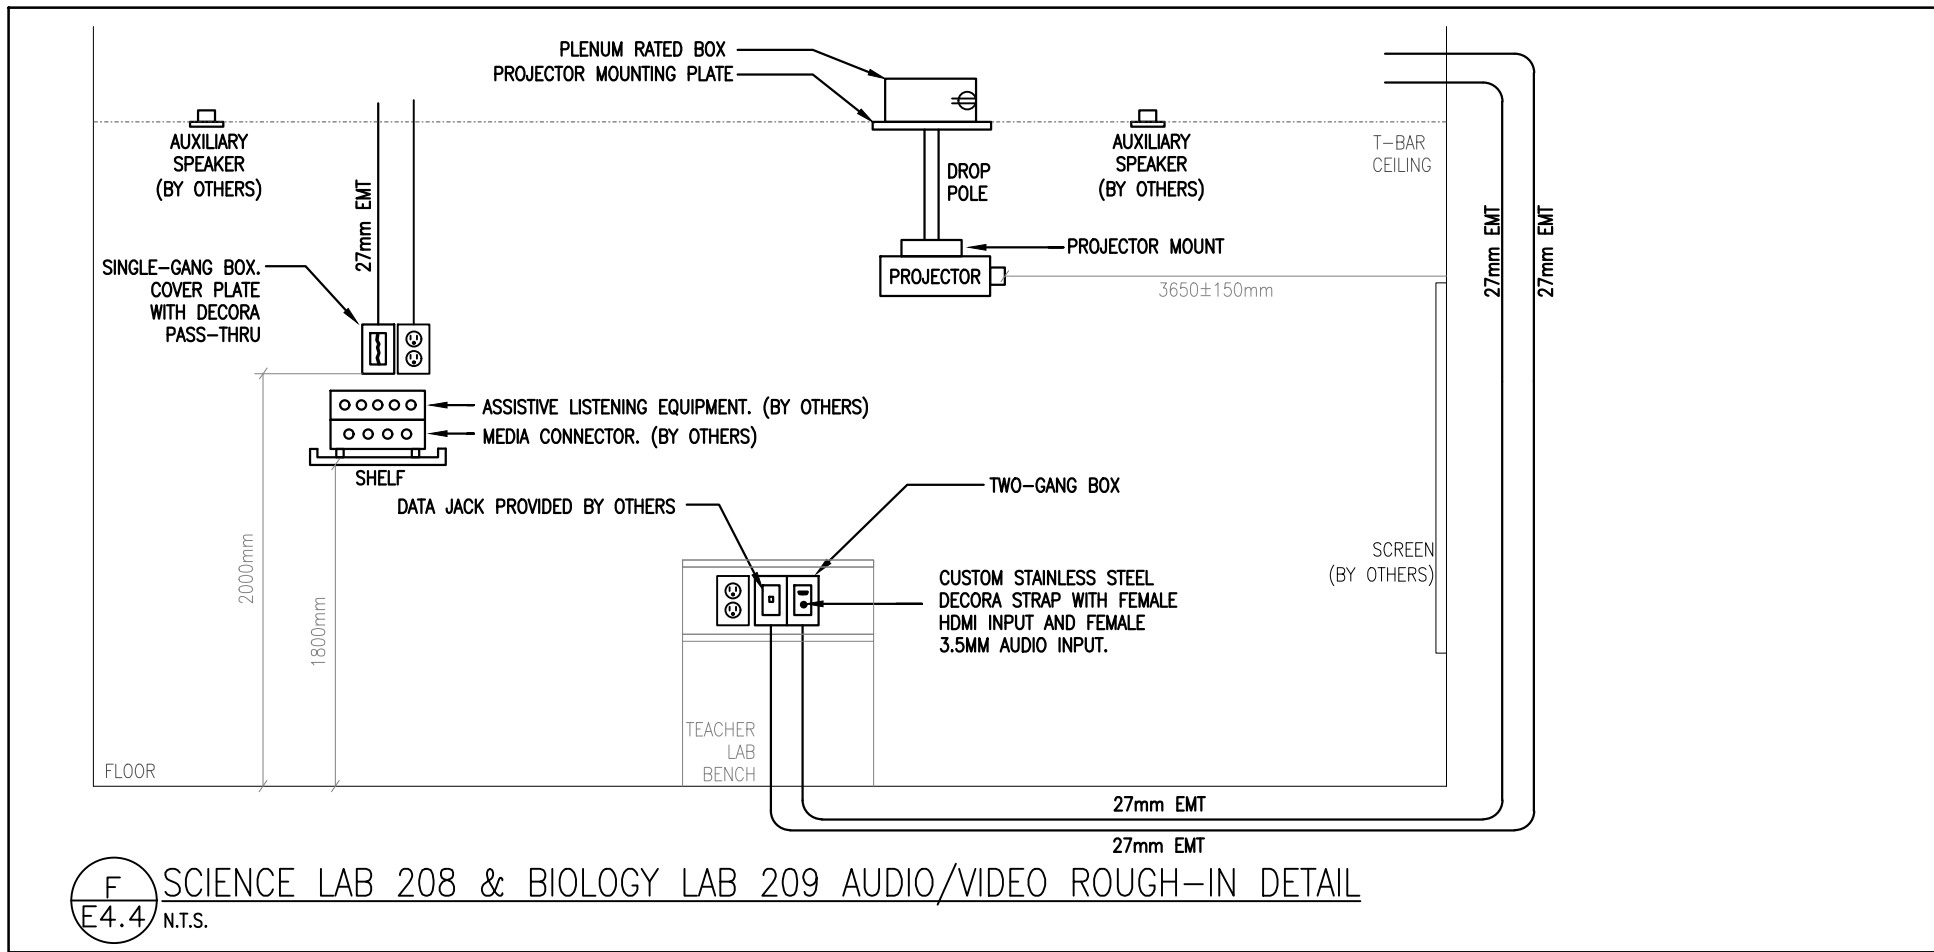 PLENUM RATED BOX
PROJECTOR MOUNTING PLATE
AUXILIARY
SPEAKER
(BY OTHERS)
AUXILIARY
SPEAKER
(BY OTHERS)
T-BAR
CEILING
DROP
POLE
27mm EMT
27mm EMT
27mm EMT
PROJECTOR MOUNT
SINGLE-GANG BOX.
COVER PLATE
WITH DECORA
PASS-THRU
PROJECTOR
3650±150mm
ASSISTIVE LISTENING EQUIPMENT. (BY OTHERS)
MEDIA CONNECTOR. (BY OTHERS)
SHELF
TWO-GANG BOX
DATA JACK PROVIDED BY OTHERS
2000mm
1800mm
SCREEN
(BY OTHERS)
CUSTOM STAINLESS STEEL
DECORA STRAP WITH FEMALE
HDMI INPUT AND FEMALE
3.5MM AUDIO INPUT.
TEACHER
LAB
BENCH
FLOOR
27mm EMT
27mm EMT
F
E4.4
SCIENCE LAB 208 & BIOLOGY LAB 209 AUDIO/VIDEO ROUGH-IN DETAIL
N.T.S.